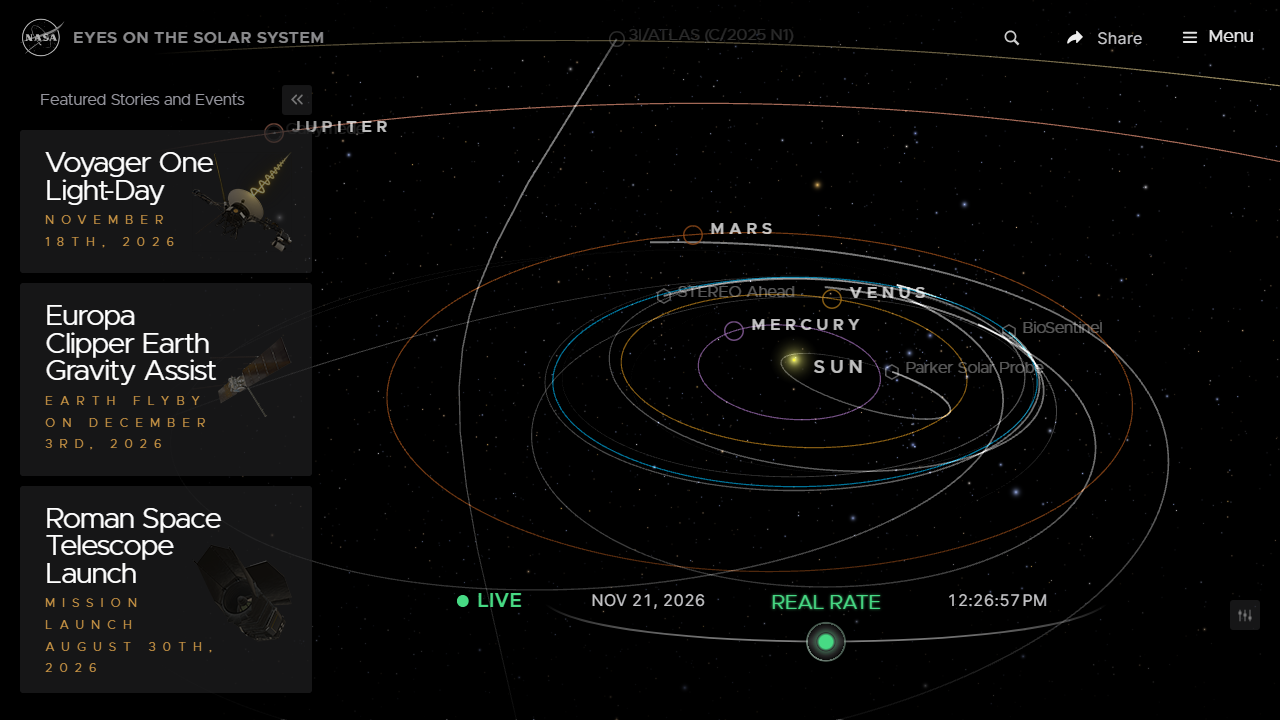 NASA
EYES ON THE SOLAR SYSTEM
3I/ATLAS (C/2025 N1)
Share
Menu
Featured Stories and Events
JUPITER
Voyager One
Light-Day
NOVEMBER
18TH, 2026
MARS
STEREO Ahead
VENUS
MERCURY
BioSentinel
SUN
Parker Solar Probe
Europa
Clipper Earth
Gravity Assist
EARTH FLYBY
ON DECEMBER
3RD, 2026
Roman Space
Telescope
Launch
MISSION
LAUNCH
AUGUST 30TH,
2026
LIVE
NOV 21, 2026
REAL RATE
12:26:57 PM